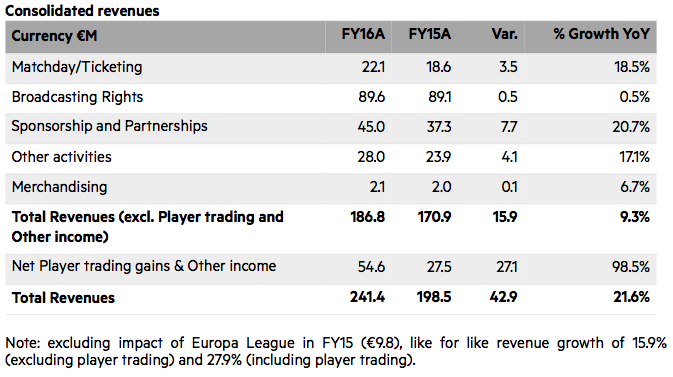 Consolidated revenues
Currency €M FY16A FY15A Var. % Growth YoY
Matchday/Ticketing 22.1 18.6 3.5 18.5%
Broadcasting Rights 89.6 89.1 0.5 0.5%
Sponsorship and Partnerships 45.0 37.3 7.7 20.7%
Other activities 28.0 23.9 4.1 17.1%
Merchandising 2.1 2.0 0.1 6.7%
Total Revenues (excl. Player trading and 186.8 170.9 15.9 9.3%
Other income)
Net Player trading gains & Other income 54.6 27.5 27.1 98.5%
Total Revenues 241.4 198.5 42.9 21.6%
Note: excluding impact of Europa League in FY15 (€9.8), like for like revenue growth of 15.9%
(excluding player trading) and 27.9% (including player trading).